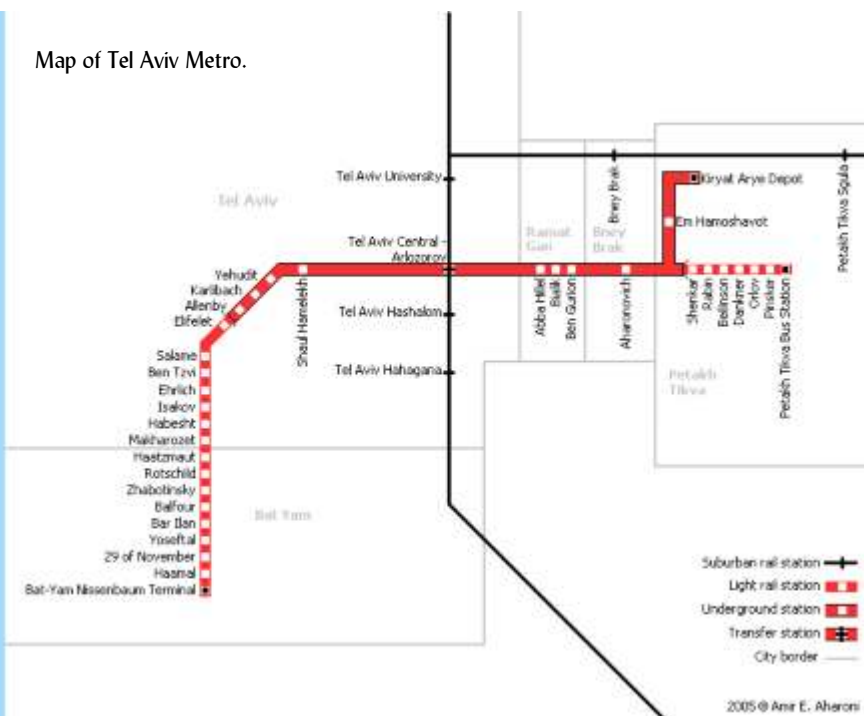 Map of Tel Aviv Metro.
Tel Aviv University
Bney Brak
Kiryat Arye Depot
Petakh Tikva Sgula
Tel Aviv
Em Hamoshavot
Ramat
Gan
Bney
Brak
Tel Aviv Central -
Arlozorov
Yehudit
Karlibach
Allenby
Elifelet
Shaul Hamelekh
Abba Hillel
Bialik
Ben Gurion
Aharonovich
Shenkar
Rabin
Beilinson
Dankner
Orlov
Pinsker
Petakh Tikva Bus Station
Tel Aviv Hashalom
Salame
Ben Tzvi
Tel Aviv Hahagana
Petakh
Tikva
Ehrlich
Isakov
Habesht
Makharozet
Haatzmaut
Rotschild
Zhabotinsky
Balfour
Bat Yam
Bar Ilan
Yoseftal
29 of November
Haamal
Bat-Yam Nissenbaum Terminal
Suburban rail station
Light rail station
Underground station
Transfer station
City border
2005 © Amir E. Aharoni